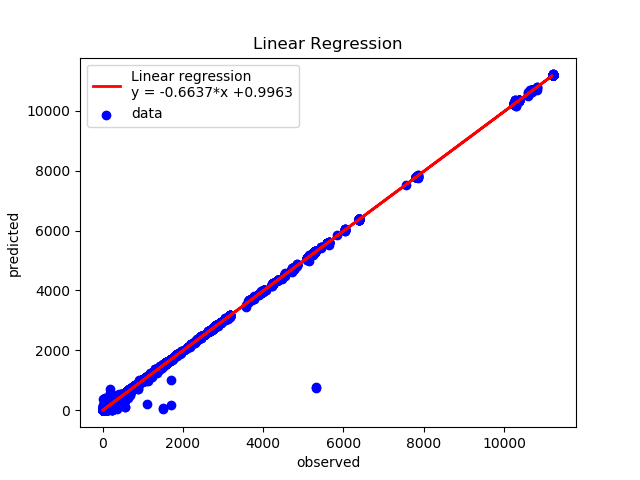 Linear Regression
Linear regression
y = -0.6637*x +0.9963
data
predicted
10000
8000
6000
4000
2000
0
0 2000 4000 6000 8000 10000
observed